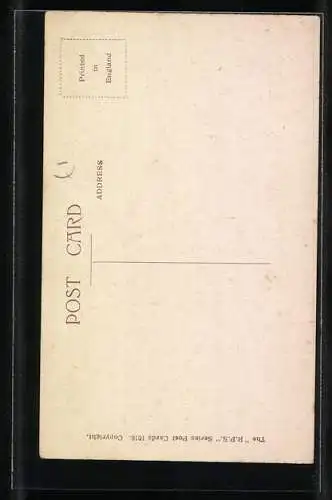 POST CARD
Printed
in
England
ADDRESS
The "R.P.S." Series Post Cards 1016. Copyright.